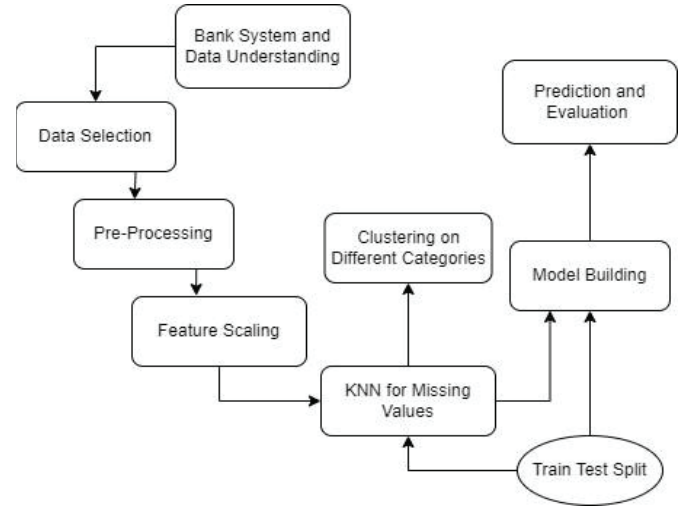 Bank System and
Data Understanding
Prediction and
Evaluation
Data Selection
Pre-Processing
Clustering on
Different Categories
Model Building
Feature Scaling
KNN for Missing
Values
Train Test Split